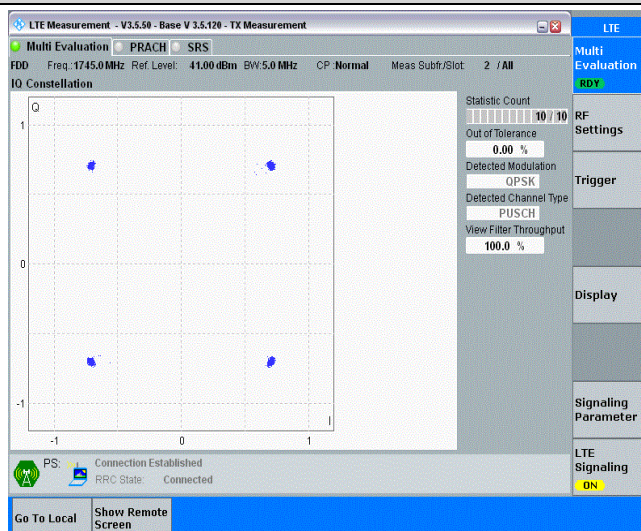 LTE Measurement - V3.5.50 - Base V 3.5.120 - TX Measurement
LTE
Multi Evaluation PRACH SRS
FDD Freq.:1745.0 MHz Ref. Level: 41.00 dBm BW:5.0 MHz CP :Normal Meas Subfr./Slot: 2 / All
IQ Constellation
Q
1
0
-1
-1 0 1
I
Statistic Count
10 / 10
Out of Tolerance
0.00 %
Detected Modulation
QPSK
Detected Channel Type
PUSCH
View Filter Throughput
100.0 %
Multi
Evaluation
RDY
RF
Settings
Trigger
Display
Signaling
Parameter
LTE
Signaling
ON
PS: Connection Established
RRC State: Connected
Go To Local
Show Remote
Screen